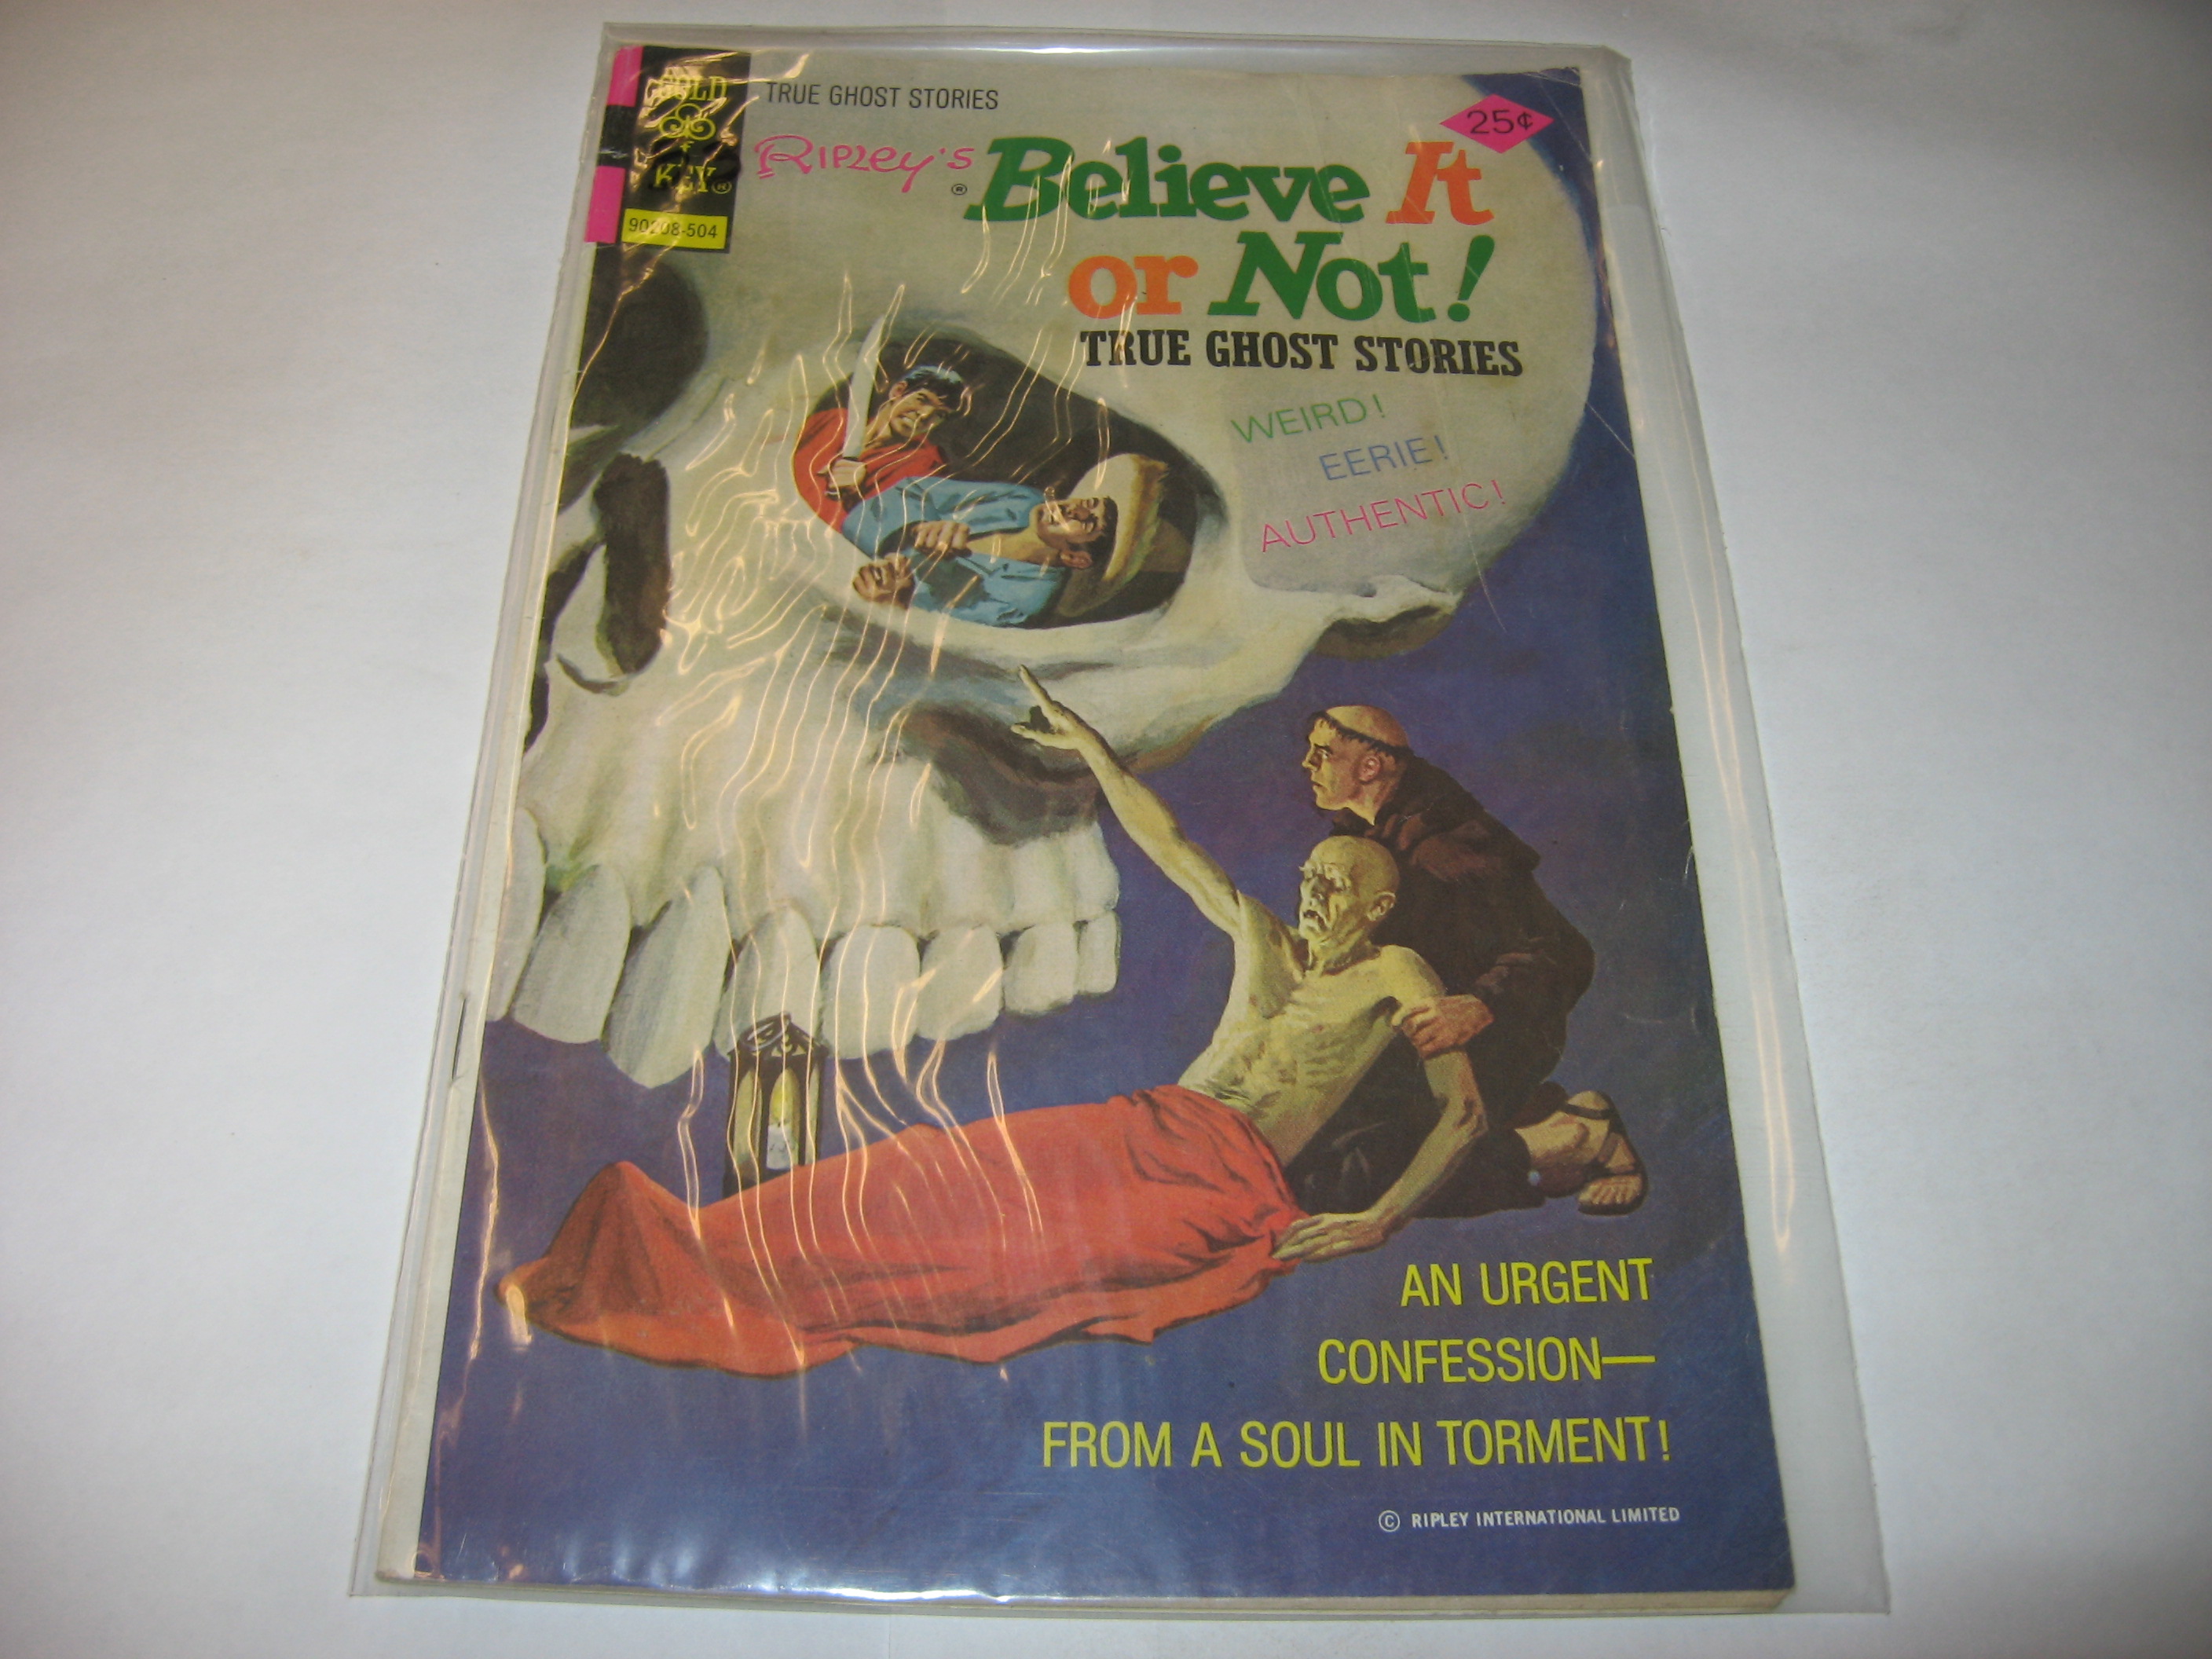 GOLD
KEY®
90208-504
TRUE GHOST STORIES
25¢
RIPLEY'S
® Believe It
or Not!
TRUE GHOST STORIES
WEIRD!
EERIE!
AUTHENTIC!
AN URGENT
CONFESSION—
FROM A SOUL IN TORMENT!
© RIPLEY INTERNATIONAL LIMITED